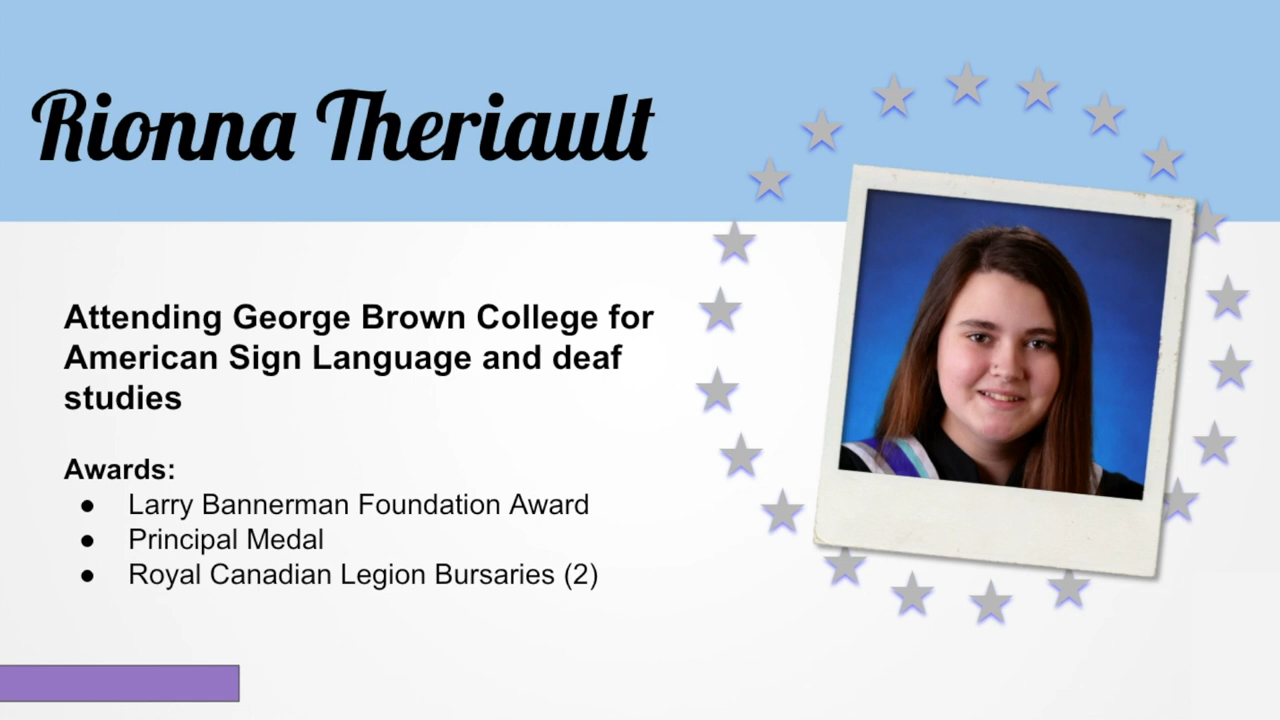 Rionna Theriault
Attending George Brown College for
American Sign Language and deaf
studies
Awards:
● Larry Bannerman Foundation Award
● Principal Medal
● Royal Canadian Legion Bursaries (2)